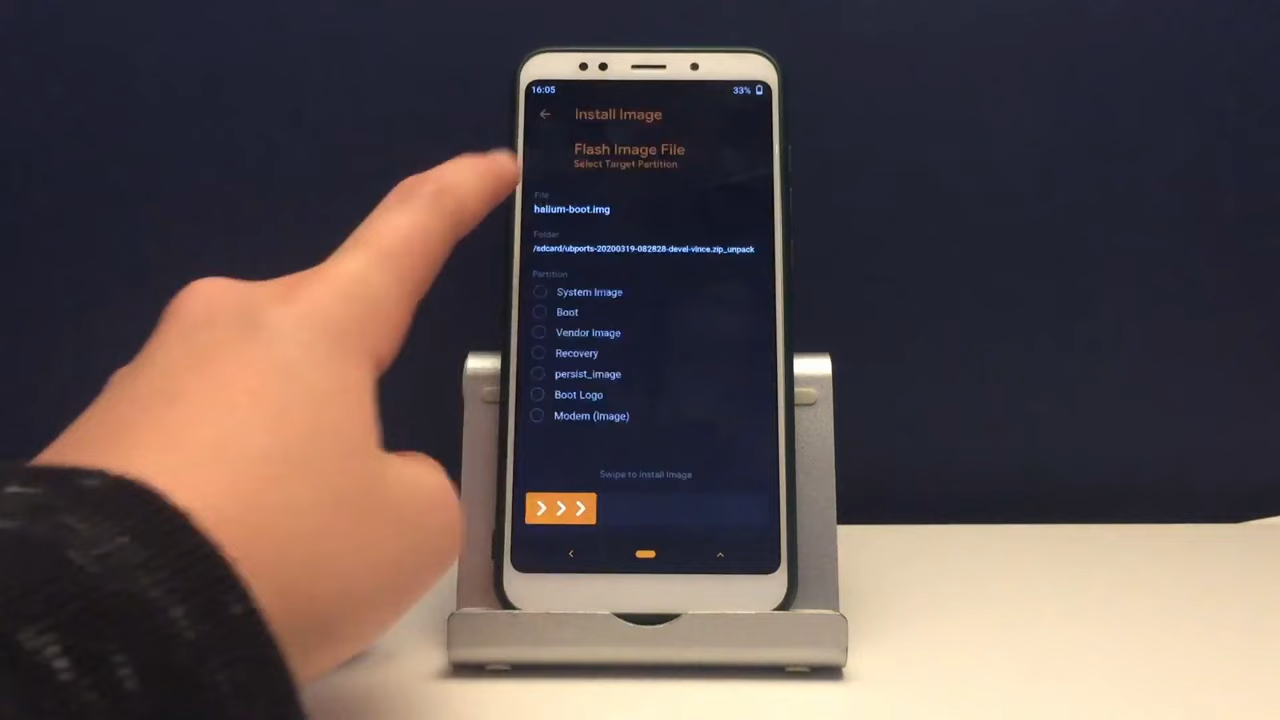 16:05
33%
Install Image
Flash Image File
Select Target Partition
File
halium-boot.img
Folder
/sdcard/ubports-20200319-082828-devel-vince.zip_unpack
Partition
System Image
Boot
Vendor Image
Recovery
persist_image
Boot Logo
Modem (Image)
Swipe to Install Image